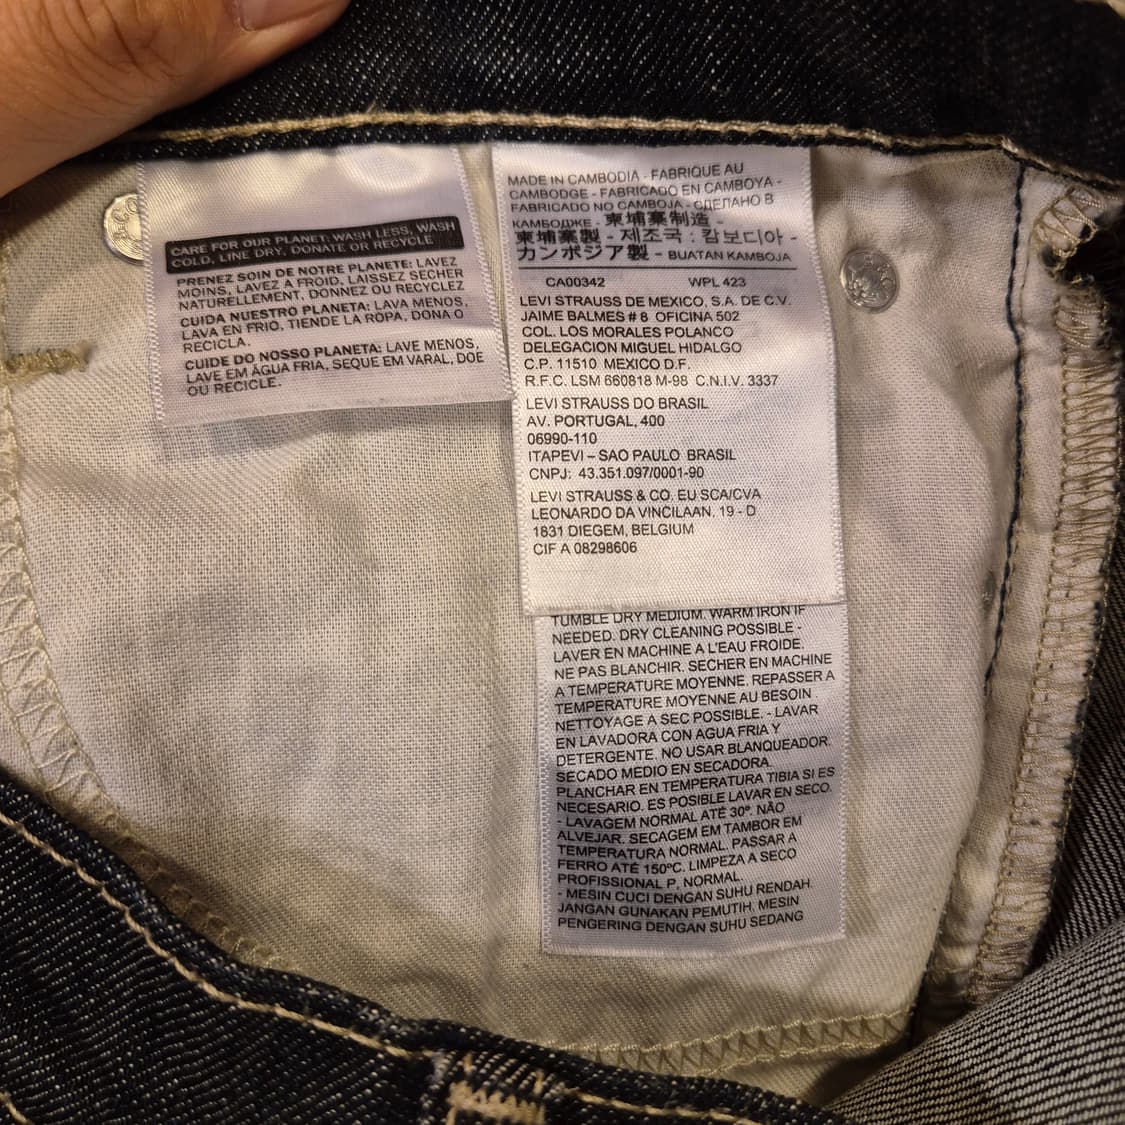 CARE FOR OUR PLANET: WASH LESS, WASH
COLD, LINE DRY, DONATE OR RECYCLE
PRENEZ SOIN DE NOTRE PLANETE: LAVEZ
MOINS, LAVEZ A FROID, LAISSEZ SECHER
NATURELLEMENT, DONNEZ OU RECYCLEZ
CUIDA NUESTRO PLANETA: LAVA MENOS,
LAVA EN FRIO, TIENDE LA ROPA, DONA O
RECICLA.
CUIDE DO NOSSO PLANETA: LAVE MENOS,
LAVE EM ÁGUA FRIA, SEQUE EM VARAL, DOE
OU RECICLE.
MADE IN CAMBODIA - FABRIQUE AU
CAMBODGE - FABRICADO EN CAMBOYA -
FABRICADO NO CAMBOJA - СДЕЛАНО В
КАМБОДЖЕ - 柬埔寨制造 -
柬埔寨製 - 제조국 : 캄보디아 -
カンボジア製 - BUATAN KAMBOJA
CA00342 WPL 423
LEVI STRAUSS DE MEXICO, S.A. DE C.V.
JAIME BALMES # 8 OFICINA 502
COL. LOS MORALES POLANCO
DELEGACION MIGUEL HIDALGO
C.P. 11510 MEXICO D.F.
R.F.C. LSM 660818 M-98 C.N.I.V. 3337
LEVI STRAUSS DO BRASIL
AV. PORTUGAL, 400
06990-110
ITAPEVI – SAO PAULO BRASIL
CNPJ: 43.351.097/0001-90
LEVI STRAUSS & CO. EU SCA/CVA
LEONARDO DA VINCILAAN, 19 - D
1831 DIEGEM, BELGIUM
CIF A 08298606
TUMBLE DRY MEDIUM. WARM IRON IF
NEEDED. DRY CLEANING POSSIBLE -
LAVER EN MACHINE A L'EAU FROIDE.
NE PAS BLANCHIR. SECHER EN MACHINE
A TEMPERATURE MOYENNE. REPASSER A
TEMPERATURE MOYENNE AU BESOIN
NETTOYAGE A SEC POSSIBLE. - LAVAR
EN LAVADORA CON AGUA FRIA Y
DETERGENTE. NO USAR BLANQUEADOR.
SECADO MEDIO EN SECADORA.
PLANCHAR EN TEMPERATURA TIBIA SI ES
NECESARIO. ES POSIBLE LAVAR EN SECO.
- LAVAGEM NORMAL ATÉ 30º. NÃO
ALVEJAR. SECAGEM EM TAMBOR EM
TEMPERATURA NORMAL. PASSAR A
FERRO ATÉ 150ºC. LIMPEZA A SECO
PROFISSIONAL P, NORMAL.
- MESIN CUCI DENGAN SUHU RENDAH.
JANGAN GUNAKAN PEMUTIH. MESIN
PENGERING DENGAN SUHU SEDANG